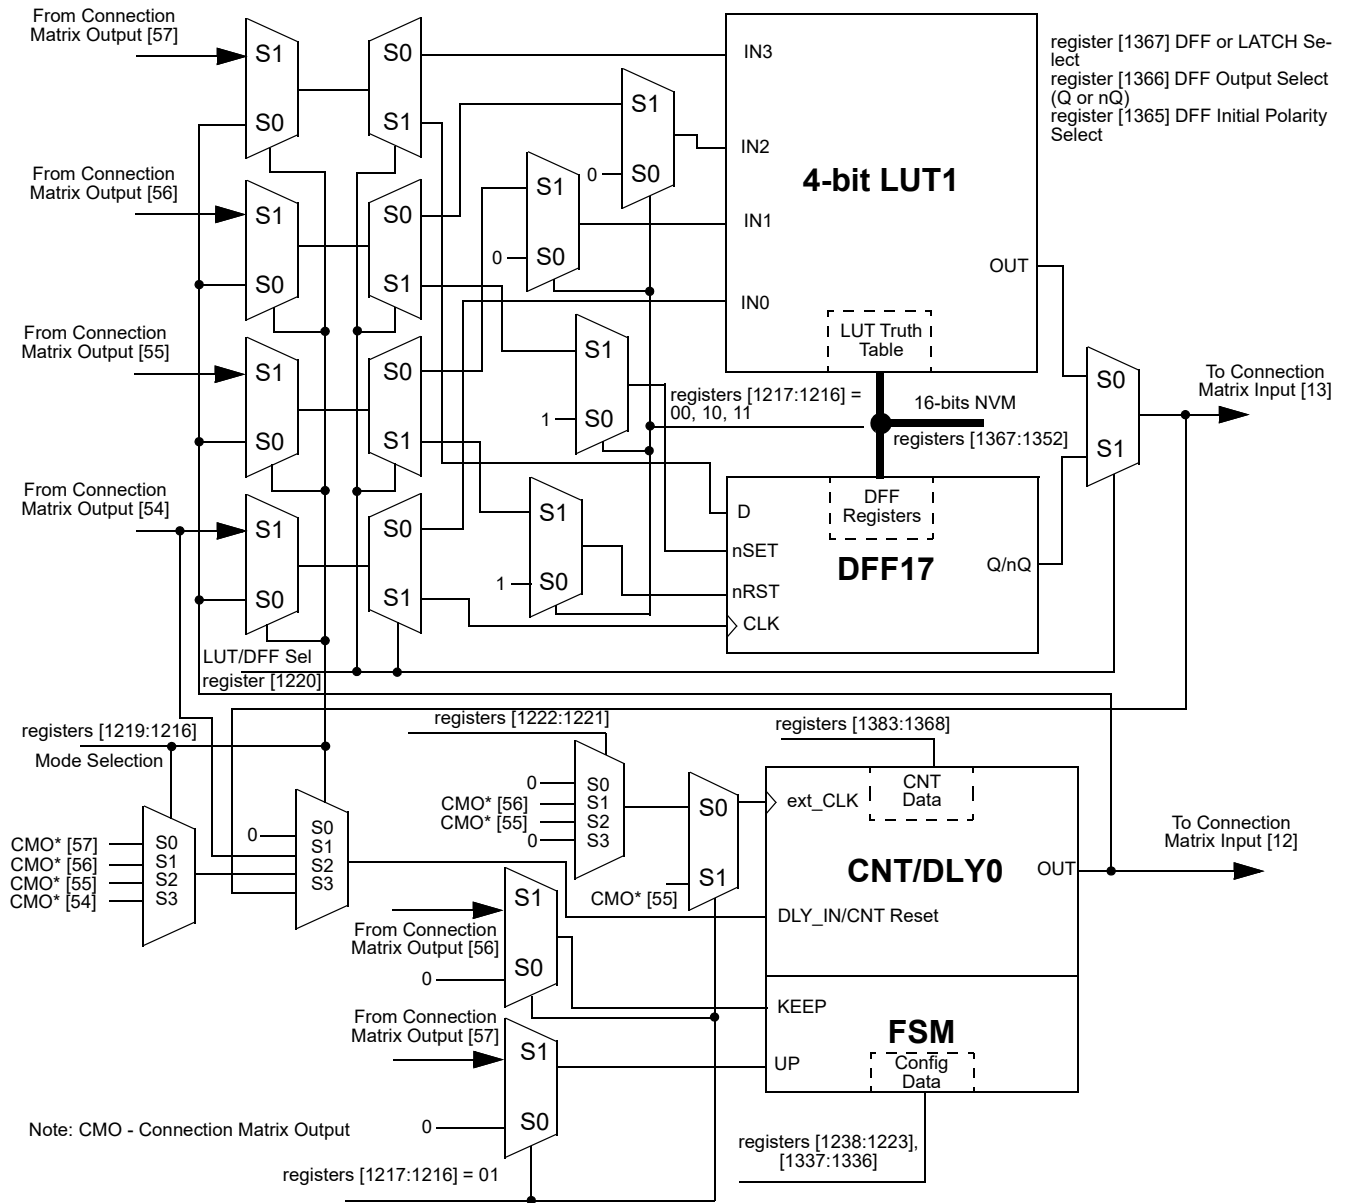 From Connection
Matrix Output [57]
S1
S0
S0
S1
From Connection
Matrix Output [56]
S1
S0
S0
S1
From Connection
Matrix Output [55]
S1
S0
S0
S1
From Connection
Matrix Output [54]
S1
S0
S0
S1
S1
0
S0
S1
0
S0
S1
1
S0
S1
1
S0
IN3
IN2
IN1
IN0
4-bit LUT1
OUT
LUT Truth
Table
register [1367] DFF or LATCH Se-
lect
register [1366] DFF Output Select
(Q or nQ)
register [1365] DFF Initial Polarity
Select
registers [1217:1216] =
00, 10, 11
16-bits NVM
registers [1367:1352]
S0
S1
To Connection
Matrix Input [13]
DFF
Registers
D
nSET
nRST
CLK
DFF17
Q/nQ
LUT/DFF Sel
register [1220]
registers [1219:1216]
Mode Selection
CMO* [57]
CMO* [56]
CMO* [55]
CMO* [54]
S0
S1
S2
S3
0
S0
S1
S2
S3
registers [1222:1221]
0
CMO* [56]
CMO* [55]
0
S0
S1
S2
S3
S0
S1
CMO* [55]
registers [1383:1368]
ext_CLK
CNT
Data
CNT/DLY0
OUT
DLY_IN/CNT Reset
To Connection
Matrix Input [12]
From Connection
Matrix Output [56]
0
S1
S0
KEEP
FSM
UP
Config
Data
From Connection
Matrix Output [57]
0
S1
S0
Note: CMO - Connection Matrix Output
registers [1217:1216] = 01
registers [1238:1223],
[1337:1336]